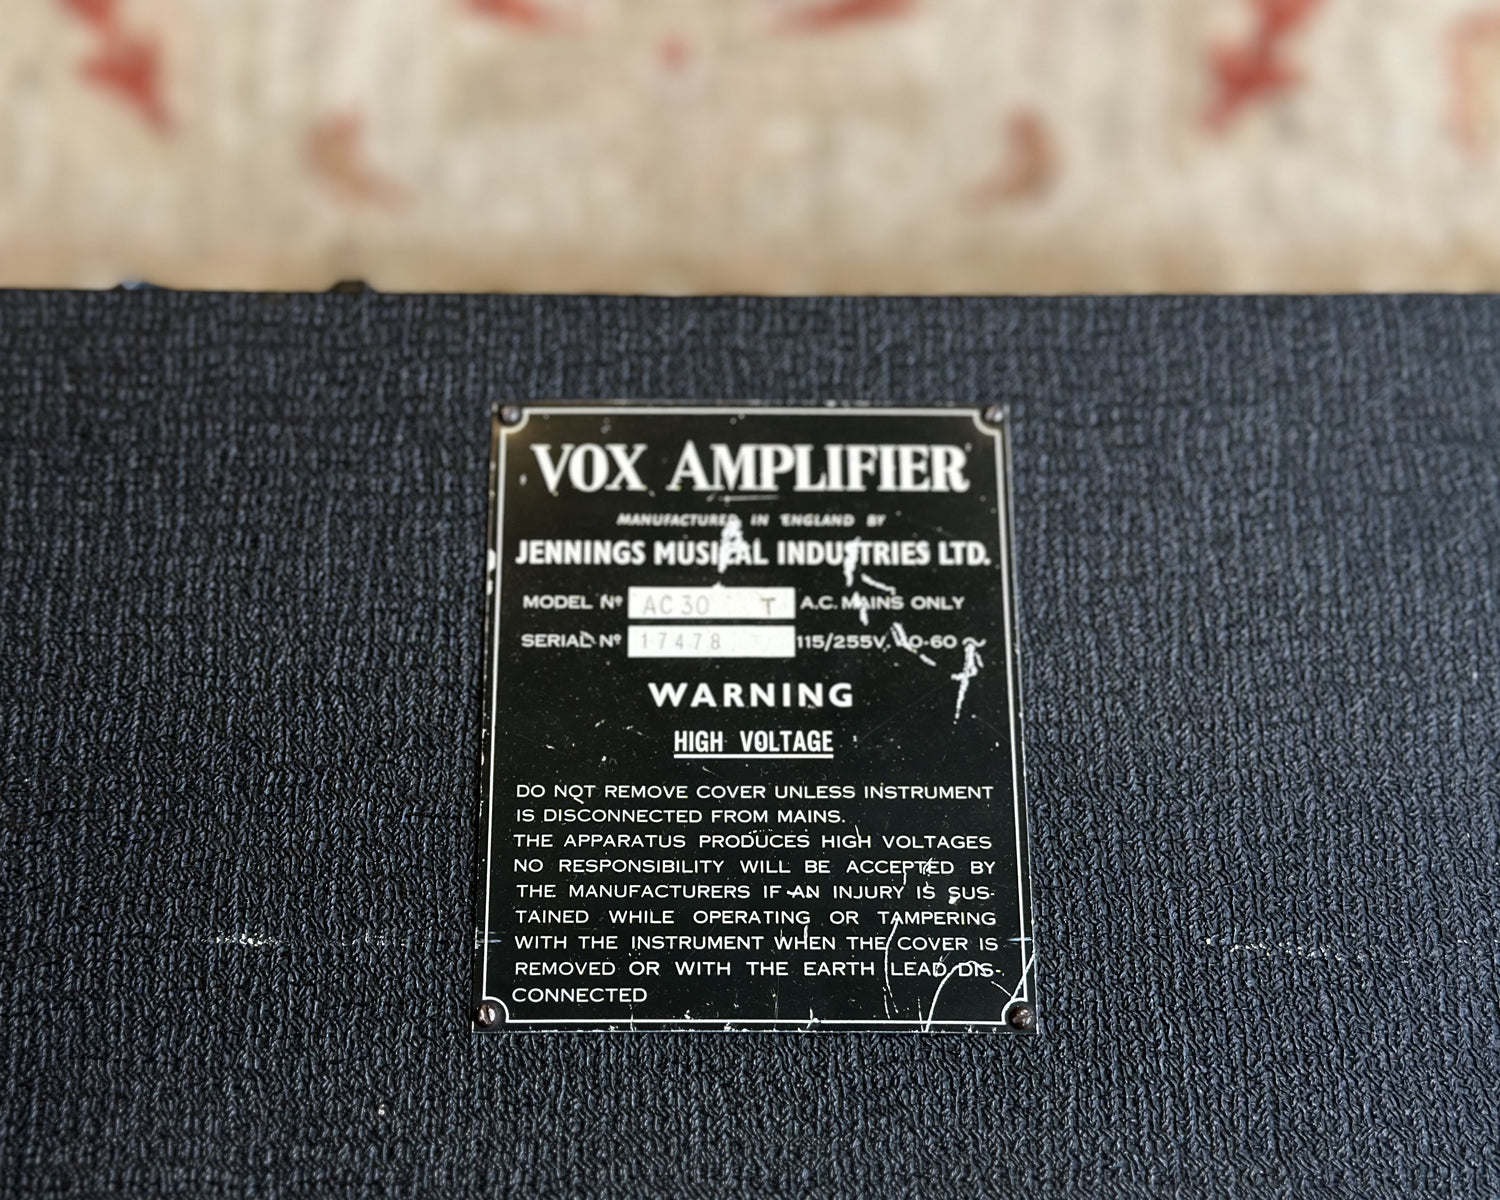 VOX AMPLIFIER
MANUFACTURED IN ENGLAND BY
JENNINGS MUSICAL INDUSTRIES LTD.
MODEL Nº AC30 T A.C. MAINS ONLY
SERIAL Nº 17478 115/255V. 40-60 ~
WARNING
HIGH VOLTAGE
DO NOT REMOVE COVER UNLESS INSTRUMENT
IS DISCONNECTED FROM MAINS.
THE APPARATUS PRODUCES HIGH VOLTAGES
NO RESPONSIBILITY WILL BE ACCEPTED BY
THE MANUFACTURERS IF AN INJURY IS SUS-
TAINED WHILE OPERATING OR TAMPERING
WITH THE INSTRUMENT WHEN THE COVER IS
REMOVED OR WITH THE EARTH LEAD DIS-
CONNECTED